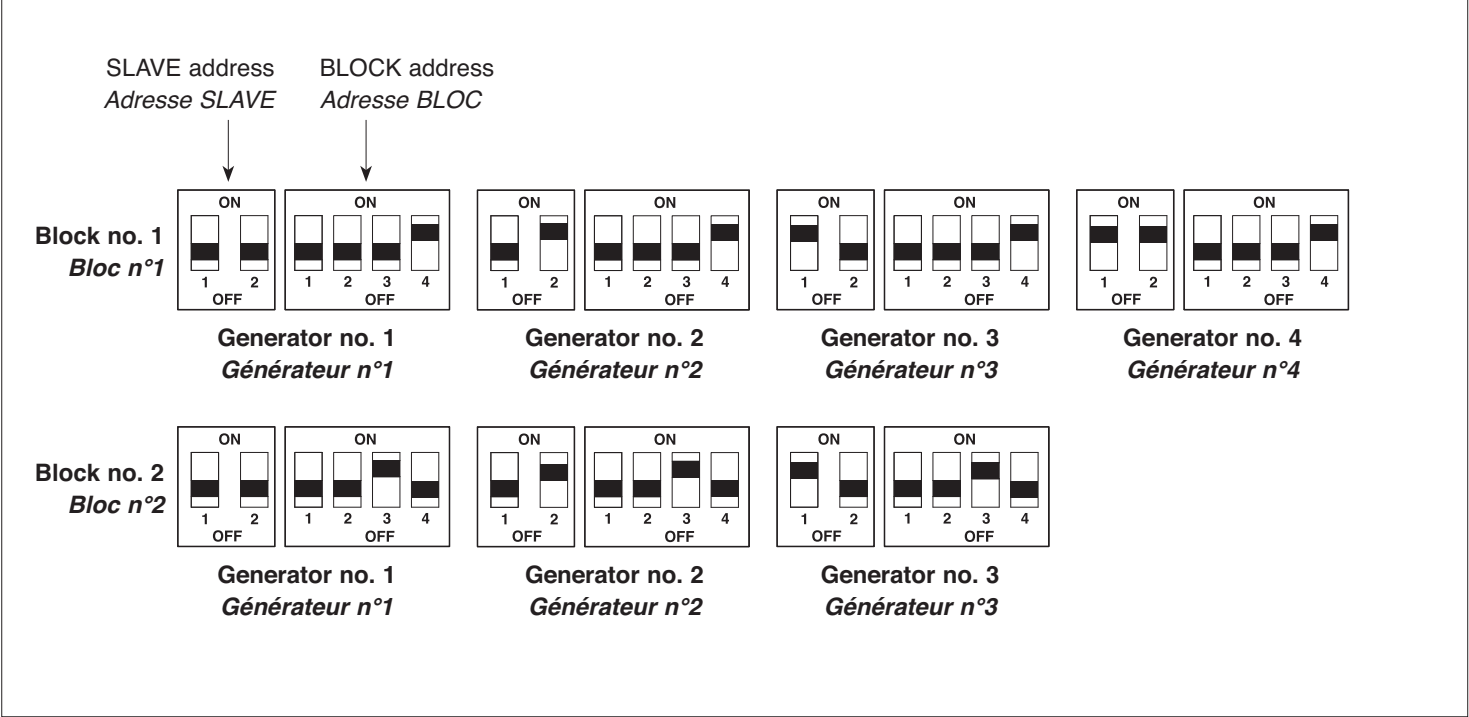 SLAVE address BLOCK address
Adresse SLAVE Adresse BLOC
ON ON ON ON ON ON ON ON
Block no. 1
Bloc n°1
1 2 1 2 3 4 1 2 1 2 3 4 1 2 1 2 3 4 1 2 1 2 3 4
OFF OFF OFF OFF OFF OFF OFF OFF
Generator no. 1 Generator no. 2 Generator no. 3 Generator no. 4
Générateur n°1 Générateur n°2 Générateur n°3 Générateur n°4
ON ON ON ON ON ON
Block no. 2
Bloc n°2
1 2 1 2 3 4 1 2 1 2 3 4 1 2 1 2 3 4
OFF OFF OFF OFF OFF OFF
Generator no. 1 Generator no. 2 Generator no. 3
Générateur n°1 Générateur n°2 Générateur n°3